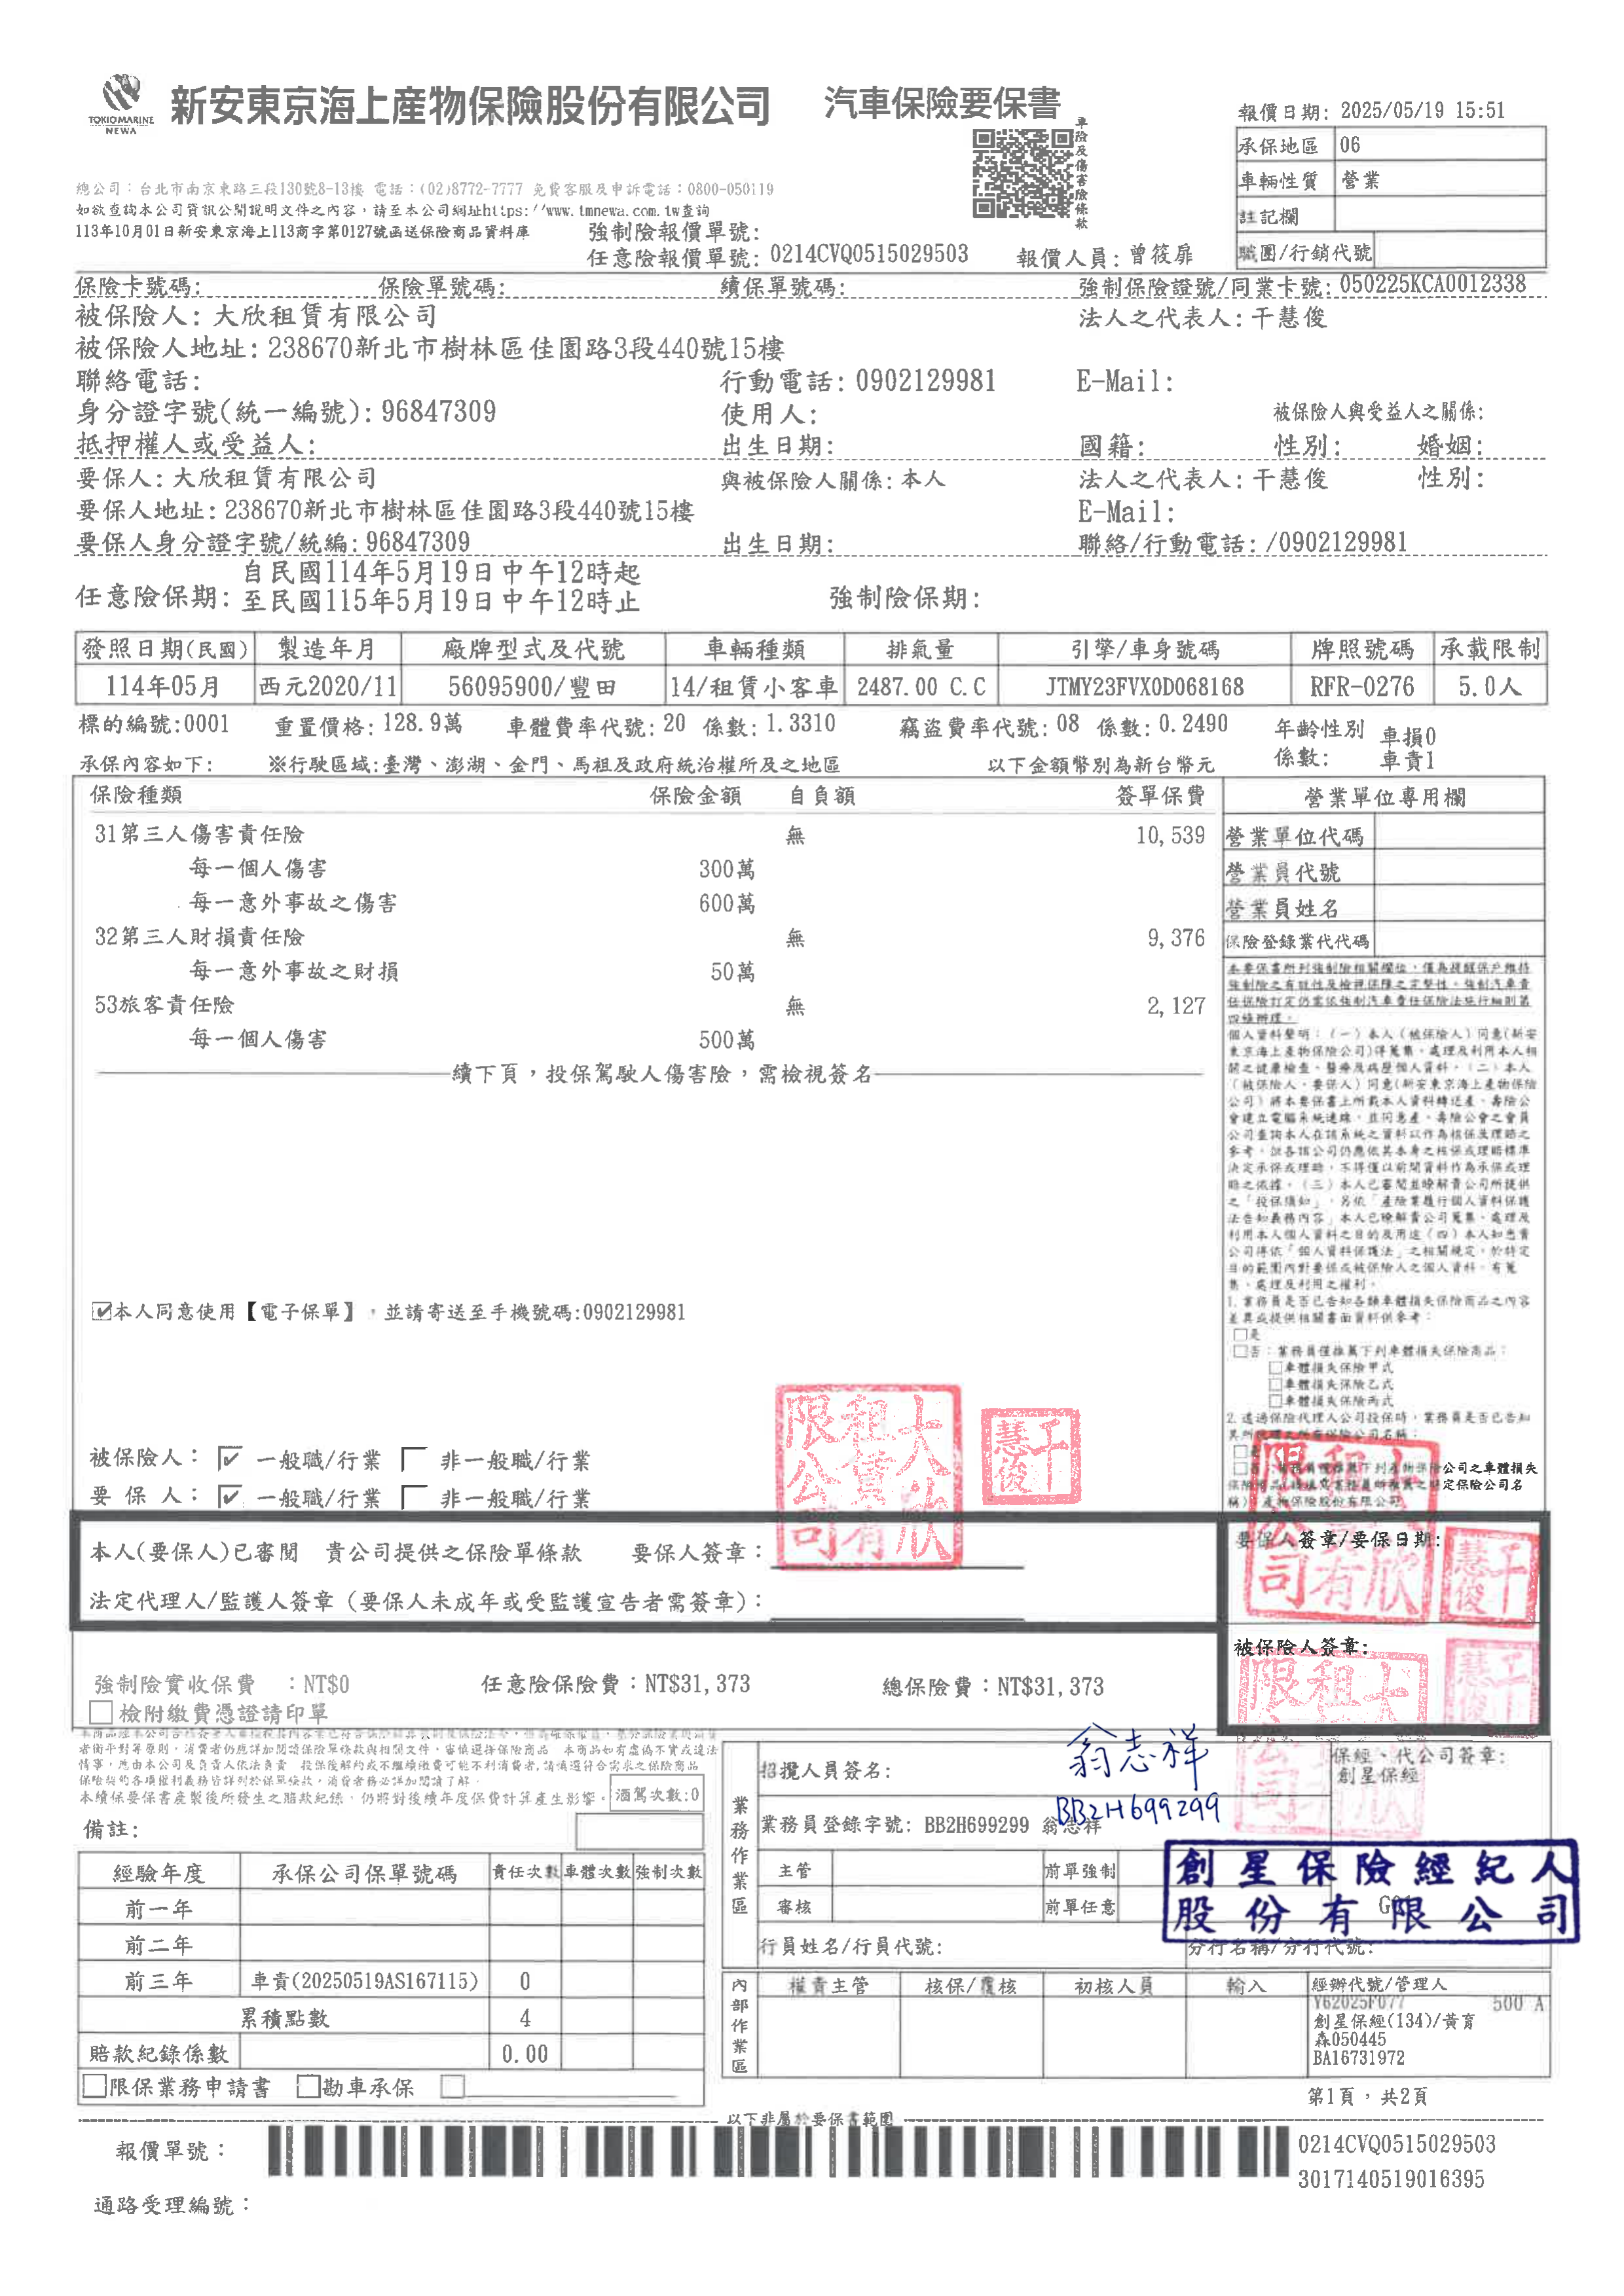 TOKIO MARINE
NEWA
新安東京海上產物保險股份有限公司 汽車保險要保書
車險及傷害險條款
報價日期: 2025/05/19 15:51
承保地區 06
車輛性質 營業
註記欄
職團/行銷代號
總公司：台北市南京東路三段130號8-13樓 電話：(02)8772-7777 免費客服及申訴電話：0800-050119
如欲查詢本公司資訊公開說明文件之內容，請至本公司網址https://www.tmnewa.com.tw查詢
113年10月01日新安東京海上113商字第0127號函送保險商品資料庫
強制險報價單號:
任意險報價單號: 0214CVQ0515029503 報價人員: 曾筱扉
保險卡號碼: 保險單號碼: 續保單號碼: 強制保險證號/同業卡號: 050225KCA0012338
被保險人: 大欣租賃有限公司 法人之代表人: 干慧俊
被保險人地址: 238670新北市樹林區佳園路3段440號15樓
聯絡電話: 行動電話: 0902129981 E-Mail:
身分證字號(統一編號): 96847309 使用人: 被保險人與受益人之關係:
抵押權人或受益人: 出生日期: 國籍: 性別: 婚姻:
要保人: 大欣租賃有限公司 與被保險人關係: 本人 法人之代表人: 干慧俊 性別:
要保人地址: 238670新北市樹林區佳園路3段440號15樓 E-Mail:
要保人身分證字號/統編: 96847309 出生日期: 聯絡/行動電話: /0902129981
任意險保期: 自民國114年5月19日中午12時起
至民國115年5月19日中午12時止 強制險保期:
發照日期(民國) 製造年月 廠牌型式及代號 車輛種類 排氣量 引擎/車身號碼 牌照號碼 承載限制
114年05月 西元2020/11 56095900/豐田 14/租賃小客車 2487.00 C.C JTMY23FVX0D068168 RFR-0276 5.0人
標的編號:0001 重置價格: 128.9萬 車體費率代號: 20 係數: 1.3310 竊盜費率代號: 08 係數: 0.2490 年齡性別係數: 車損0 車責1
承保內容如下: ※行駛區域:臺灣、澎湖、金門、馬祖及政府統治權所及之地區 以下金額幣別為新台幣元
保險種類 保險金額 自負額 簽單保費
31第三人傷害責任險 無 10,539
每一個人傷害 300萬
每一意外事故之傷害 600萬
32第三人財損責任險 無 9,376
每一意外事故之財損 50萬
53旅客責任險 無 2,127
每一個人傷害 500萬
續下頁，投保駕駛人傷害險，需檢視簽名
營業單位專用欄
營業單位代碼
營業員代號
營業員姓名
保險登錄業代代碼
本要保書所列強制險相關欄位，僅為提醒保戶維持
強制險之有效性及檢視保障之完整性。強制汽車責
任保險訂定仍需依強制汽車責任保險法施行細則第
四條辦理。
個人資料聲明：（一）本人（被保險人）同意(新安
東京海上產物保險公司)得蒐集、處理及利用本人相
關之健康檢查、醫療及病歷個人資料。（二）本人
（被保險人、要保人）同意(新安東京海上產物保險
公司）將本要保書上所載本人資料轉送產、壽險公
會建立電腦系統連線，並同意產、壽險公會之會員
公司查詢本人在該系統之資料以作為核保及理賠之
參考，但各該公司仍應依其本身之核保或理賠標準
決定承保或理賠，不得僅以前開資料作為承保或理
賠之依據。（三）本人已審閱並瞭解貴公司所提供
之「投保須知」，另依「產險業履行個人資料保護
法告知義務內容」本人已瞭解貴公司蒐集、處理及
利用本人個人資料之目的及用途（四）本人知悉貴
公司得依「個人資料保護法」之相關規定，於特定
目的範圍內對要保或被保險人之個人資料，有蒐
集、處理及利用之權利。
1.業務員是否已告知各類車體損失保險商品之內容
差異或提供相關書面資料供參考：
□是
□否：業務員僅推薦下列車體損失保險商品：
□車體損失保險甲式
□車體損失保險乙式
□車體損失保險丙式
2.透過保險代理人公司投保時，業務員是否已告知
公司之車體損失
定保險公司名
稱）產物保險股份有限公司
☑本人同意使用【電子保單】，並請寄送至手機號碼:0902129981
被保險人： ☑ 一般職/行業 □ 非一般職/行業
要 保 人： ☑ 一般職/行業 □ 非一般職/行業
大欣租賃有限公司
干慧俊
本人(要保人)已審閱 貴公司提供之保險單條款 要保人簽章：
法定代理人/監護人簽章（要保人未成年或受監護宣告者需簽章）：
要保人簽章/要保日期:
被保險人簽章:
強制險實收保費 ：NT$0 任意險保險費：NT$31,373 總保險費：NT$31,373
□檢附繳費憑證請印單
者衡平對等原則，消費者仍應詳加閱讀保險單條款與相關文件，審慎選擇保險商品 本商品如有虛偽不實或違法
情事，應由本公司及負責人依法負責 投保後解約或不繼續繳費可能不利消費者,請慎選符合需求之保險商品
保險契約各項權利義務皆詳列於保單條款，消費者務必詳加閱讀了解。
本續保要保書產製後所發生之賠款紀錄，仍將對後續年度保費計算產生影響。 酒駕次數:0
備註:
經驗年度 承保公司保單號碼 責任次數 車體次數 強制次數
前一年
前二年
前三年 車責(20250519AS167115) 0
累積點數 4
賠款紀錄係數 0.00
□限保業務申請書 □勘車承保 □
業務作業區
招攬人員簽名: 翁志祥
BB2H699299
業務員登錄字號: BB2H699299 翁志祥
主管 前單強制
審核 前單任意
行員姓名/行員代號: 分行名稱/分行代號:
保經、代公司簽章:
創星保經
創星保險經紀人
股份有限公司
內部作業區
權責主管 核保/覆核 初核人員 輸入 經辦代號/管理人
Y62025F077 500 A
創星保經(134)/黃育
森050445
BA16731972
第1頁，共2頁
以下非屬於要保書範圍
報價單號： 0214CVQ0515029503
3017140519016395
通路受理編號：